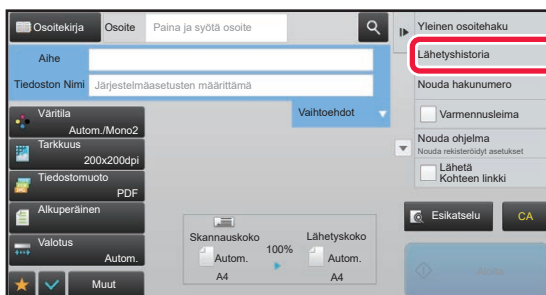 Osoitekirja
Osoite
Paina ja syötä osoite
Aihe
Tiedoston Nimi
Järjestelmäasetusten määrittämä
Vaihtoehdot
Väritila
Autom./Mono2
Tarkkuus
200x200dpi
Tiedostomuoto
PDF
Alkuperäinen
Valotus
Autom.
Muut
Skannauskoko
Autom.
A4
100%
Lähetyskoko
Autom.
A4
Yleinen osoitehaku
Lähetyshistoria
Nouda hakunumero
Varmennusleima
Nouda ohjelma
Nouda rekisteröidyt asetukset
Lähetä
Kohteen linkki
Esikatselu
CA
Aloita